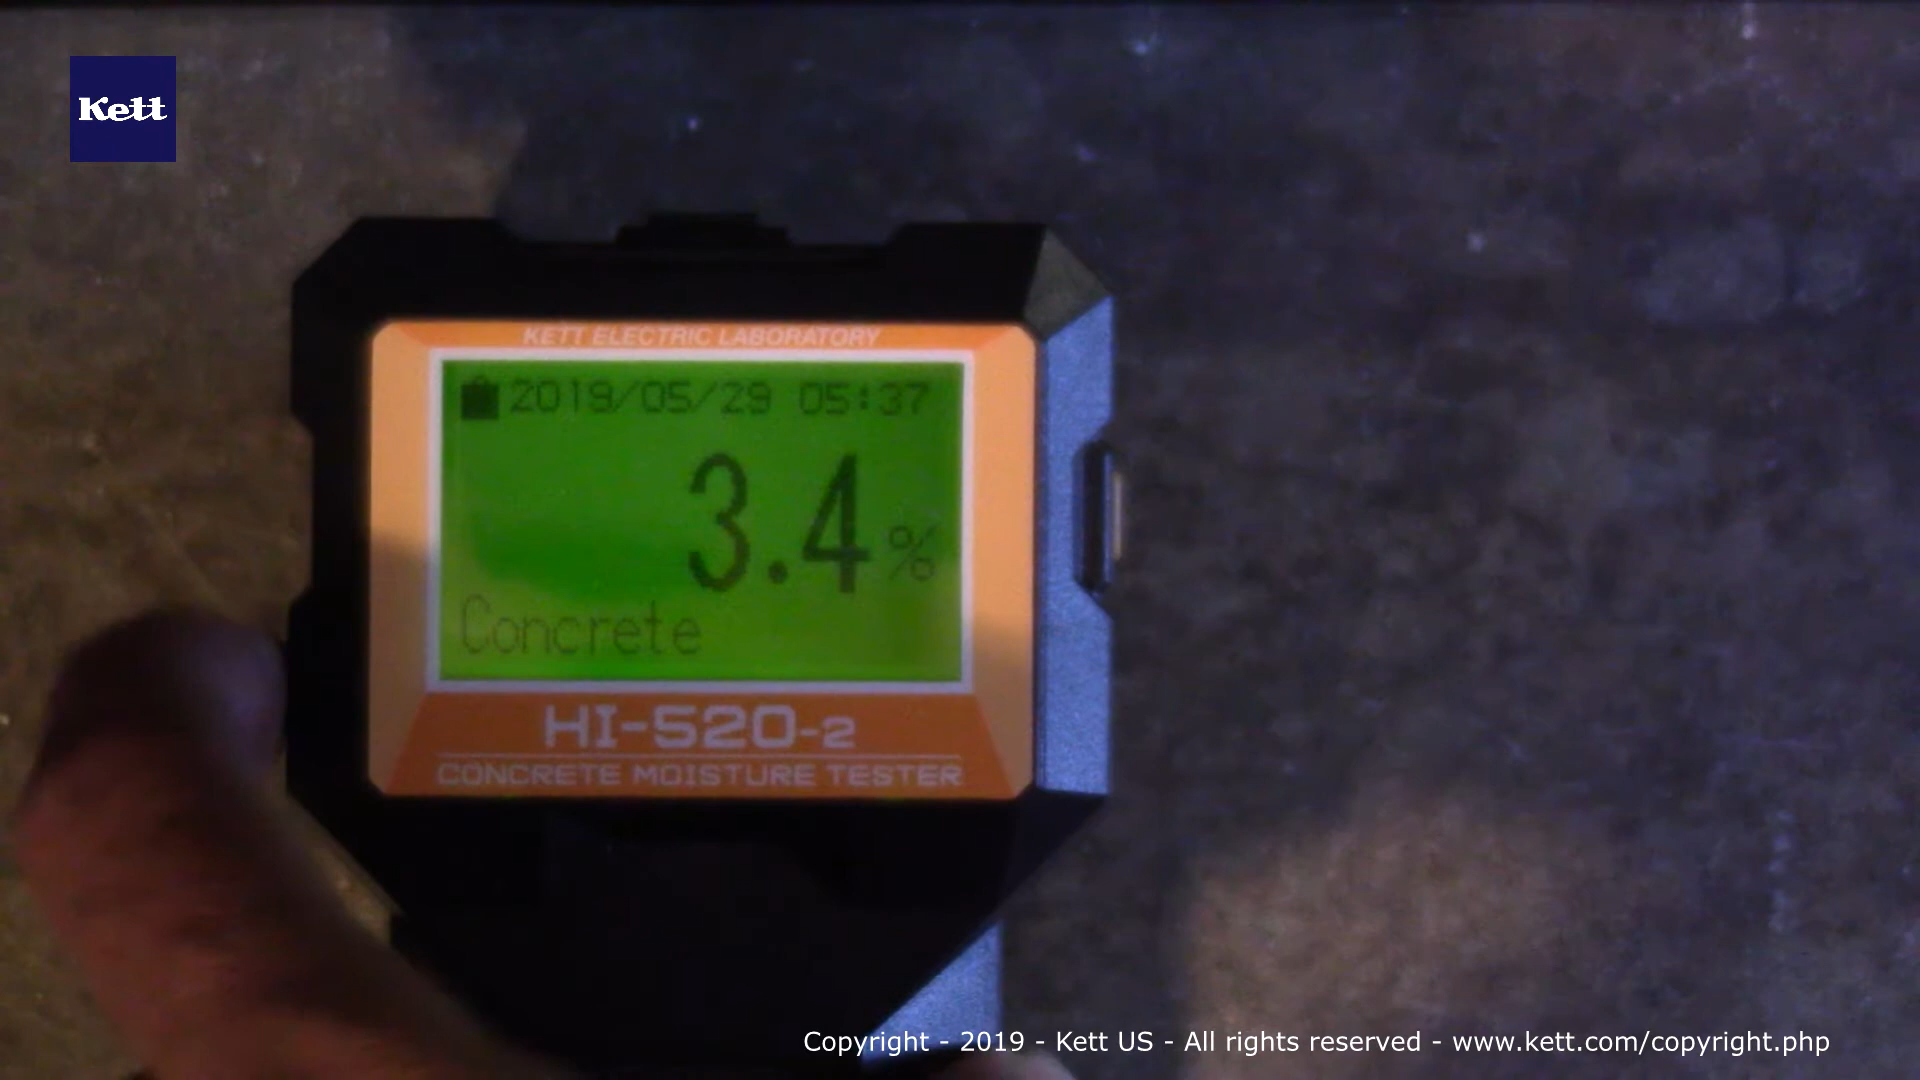 Kett
KETT ELECTRIC LABORATORY
2019/05/29 05:37
3.4 %
Concrete
HI-520-2
CONCRETE MOISTURE TESTER
Copyright - 2019 - Kett US - All rights reserved - www.kett.com/copyright.php